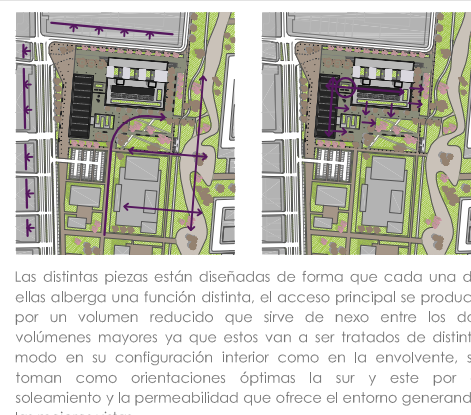 Las distintas piezas están diseñadas de forma que cada una d
ellas alberga una función distinta, el acceso principal se produc
por un volumen reducido que sirve de nexo entre los do
volúmenes mayores ya que estos van a ser tratados de distint
modo en su configuración interior como en la envolvente, s
toman como orientaciones óptimas la sur y este por
soleamiento y la permeabilidad que ofrece el entorno generand
las mejores vistas